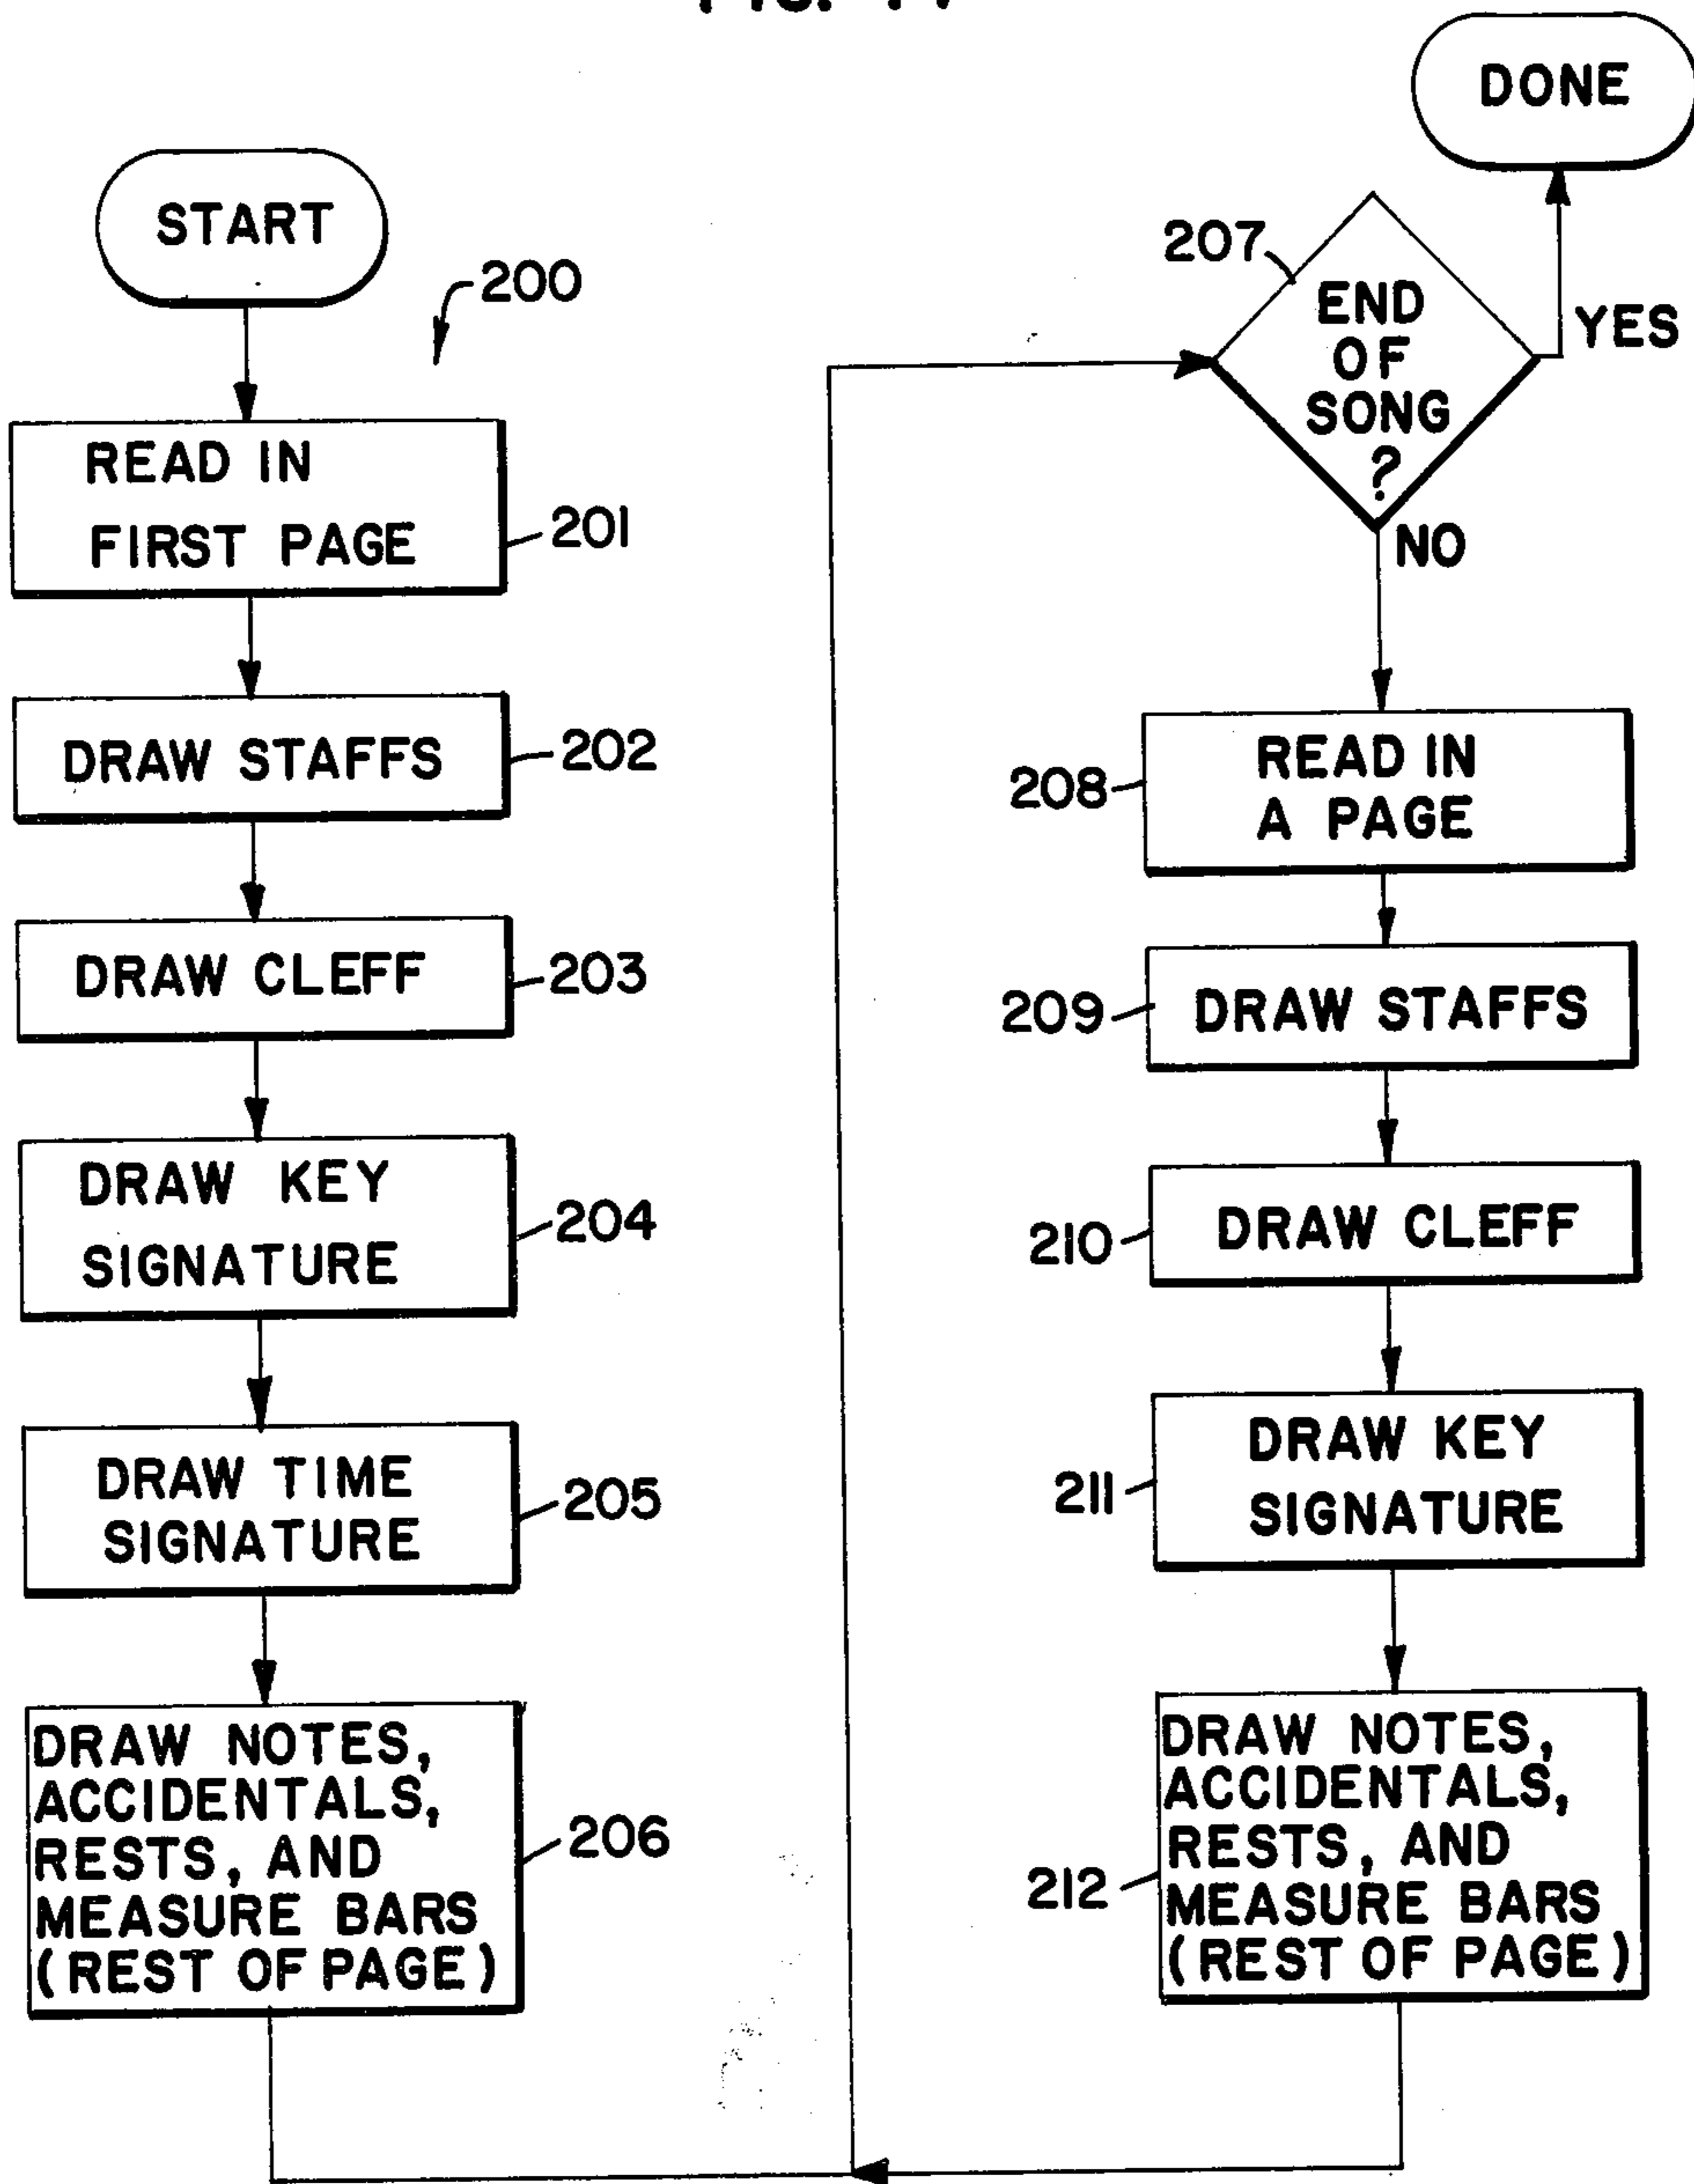 START
200
READ IN
FIRST PAGE
201
DRAW STAFFS
202
DRAW CLEFF
203
DRAW KEY
SIGNATURE
204
DRAW TIME
SIGNATURE
205
DRAW NOTES,
ACCIDENTALS,
RESTS, AND
MEASURE BARS
(REST OF PAGE)
206
DONE
207
END
OF
SONG
?
YES
NO
208
READ IN
A PAGE
209
DRAW STAFFS
210
DRAW CLEFF
211
DRAW KEY
SIGNATURE
212
DRAW NOTES,
ACCIDENTALS,
RESTS, AND
MEASURE BARS
(REST OF PAGE)